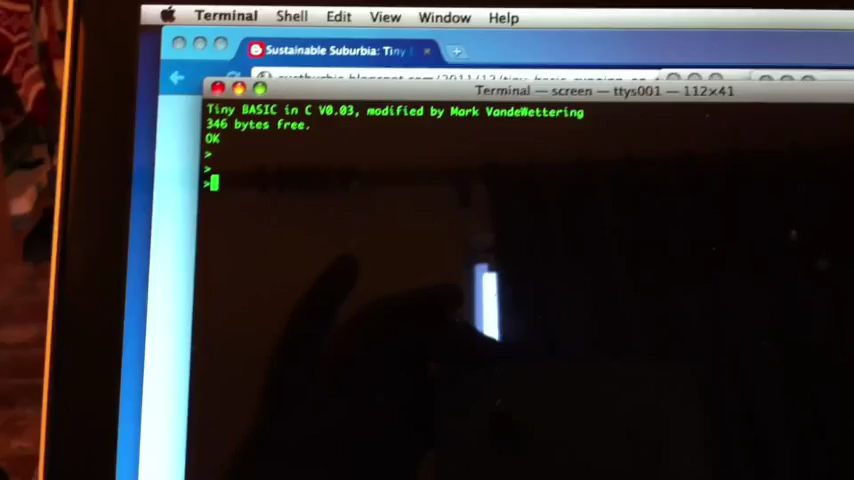 Terminal Shell Edit View Window Help
Sustainable Suburbia: Tiny
Terminal — screen — ttys001 — 112×41
Tiny BASIC in C V0.03, modified by Mark VandeWettering
346 bytes free.
OK
>
>
>